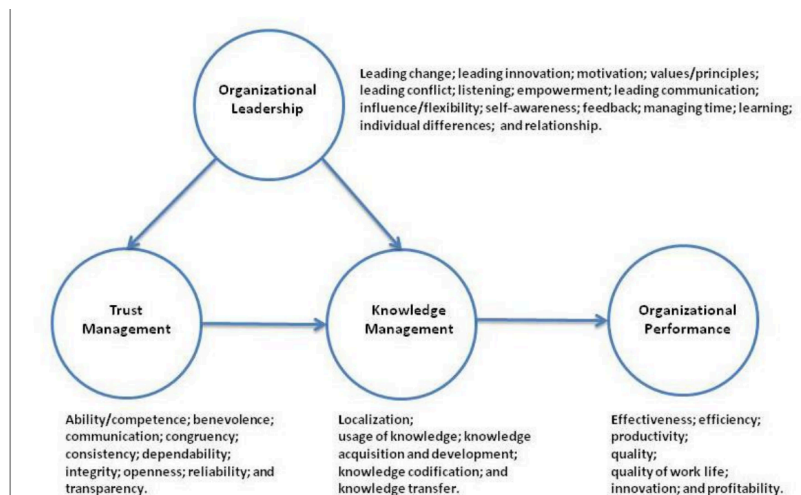 Organizational
Leadership
Leading change; leading innovation; motivation; values/principles;
leading conflict; listening; empowerment; leading communication;
influence/flexibility; self-awareness; feedback; managing time; learning;
individual differences; and relationship.
Trust
Management
Knowledge
Management
Organizational
Performance
Ability/competence; benevolence;
communication; congruency;
consistency; dependability;
integrity; openness; reliability; and
transparency.
Localization;
usage of knowledge; knowledge
acquisition and development;
knowledge codification; and
knowledge transfer.
Effectiveness; efficiency;
productivity;
quality;
quality of work life;
innovation; and profitability.